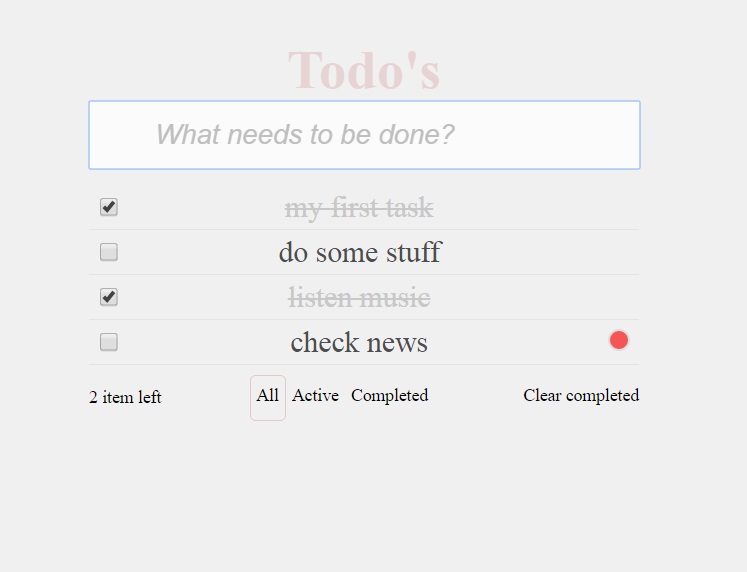 Todo's
What needs to be done?
my first task
do some stuff
listen music
check news
2 item left All Active Completed Clear completed